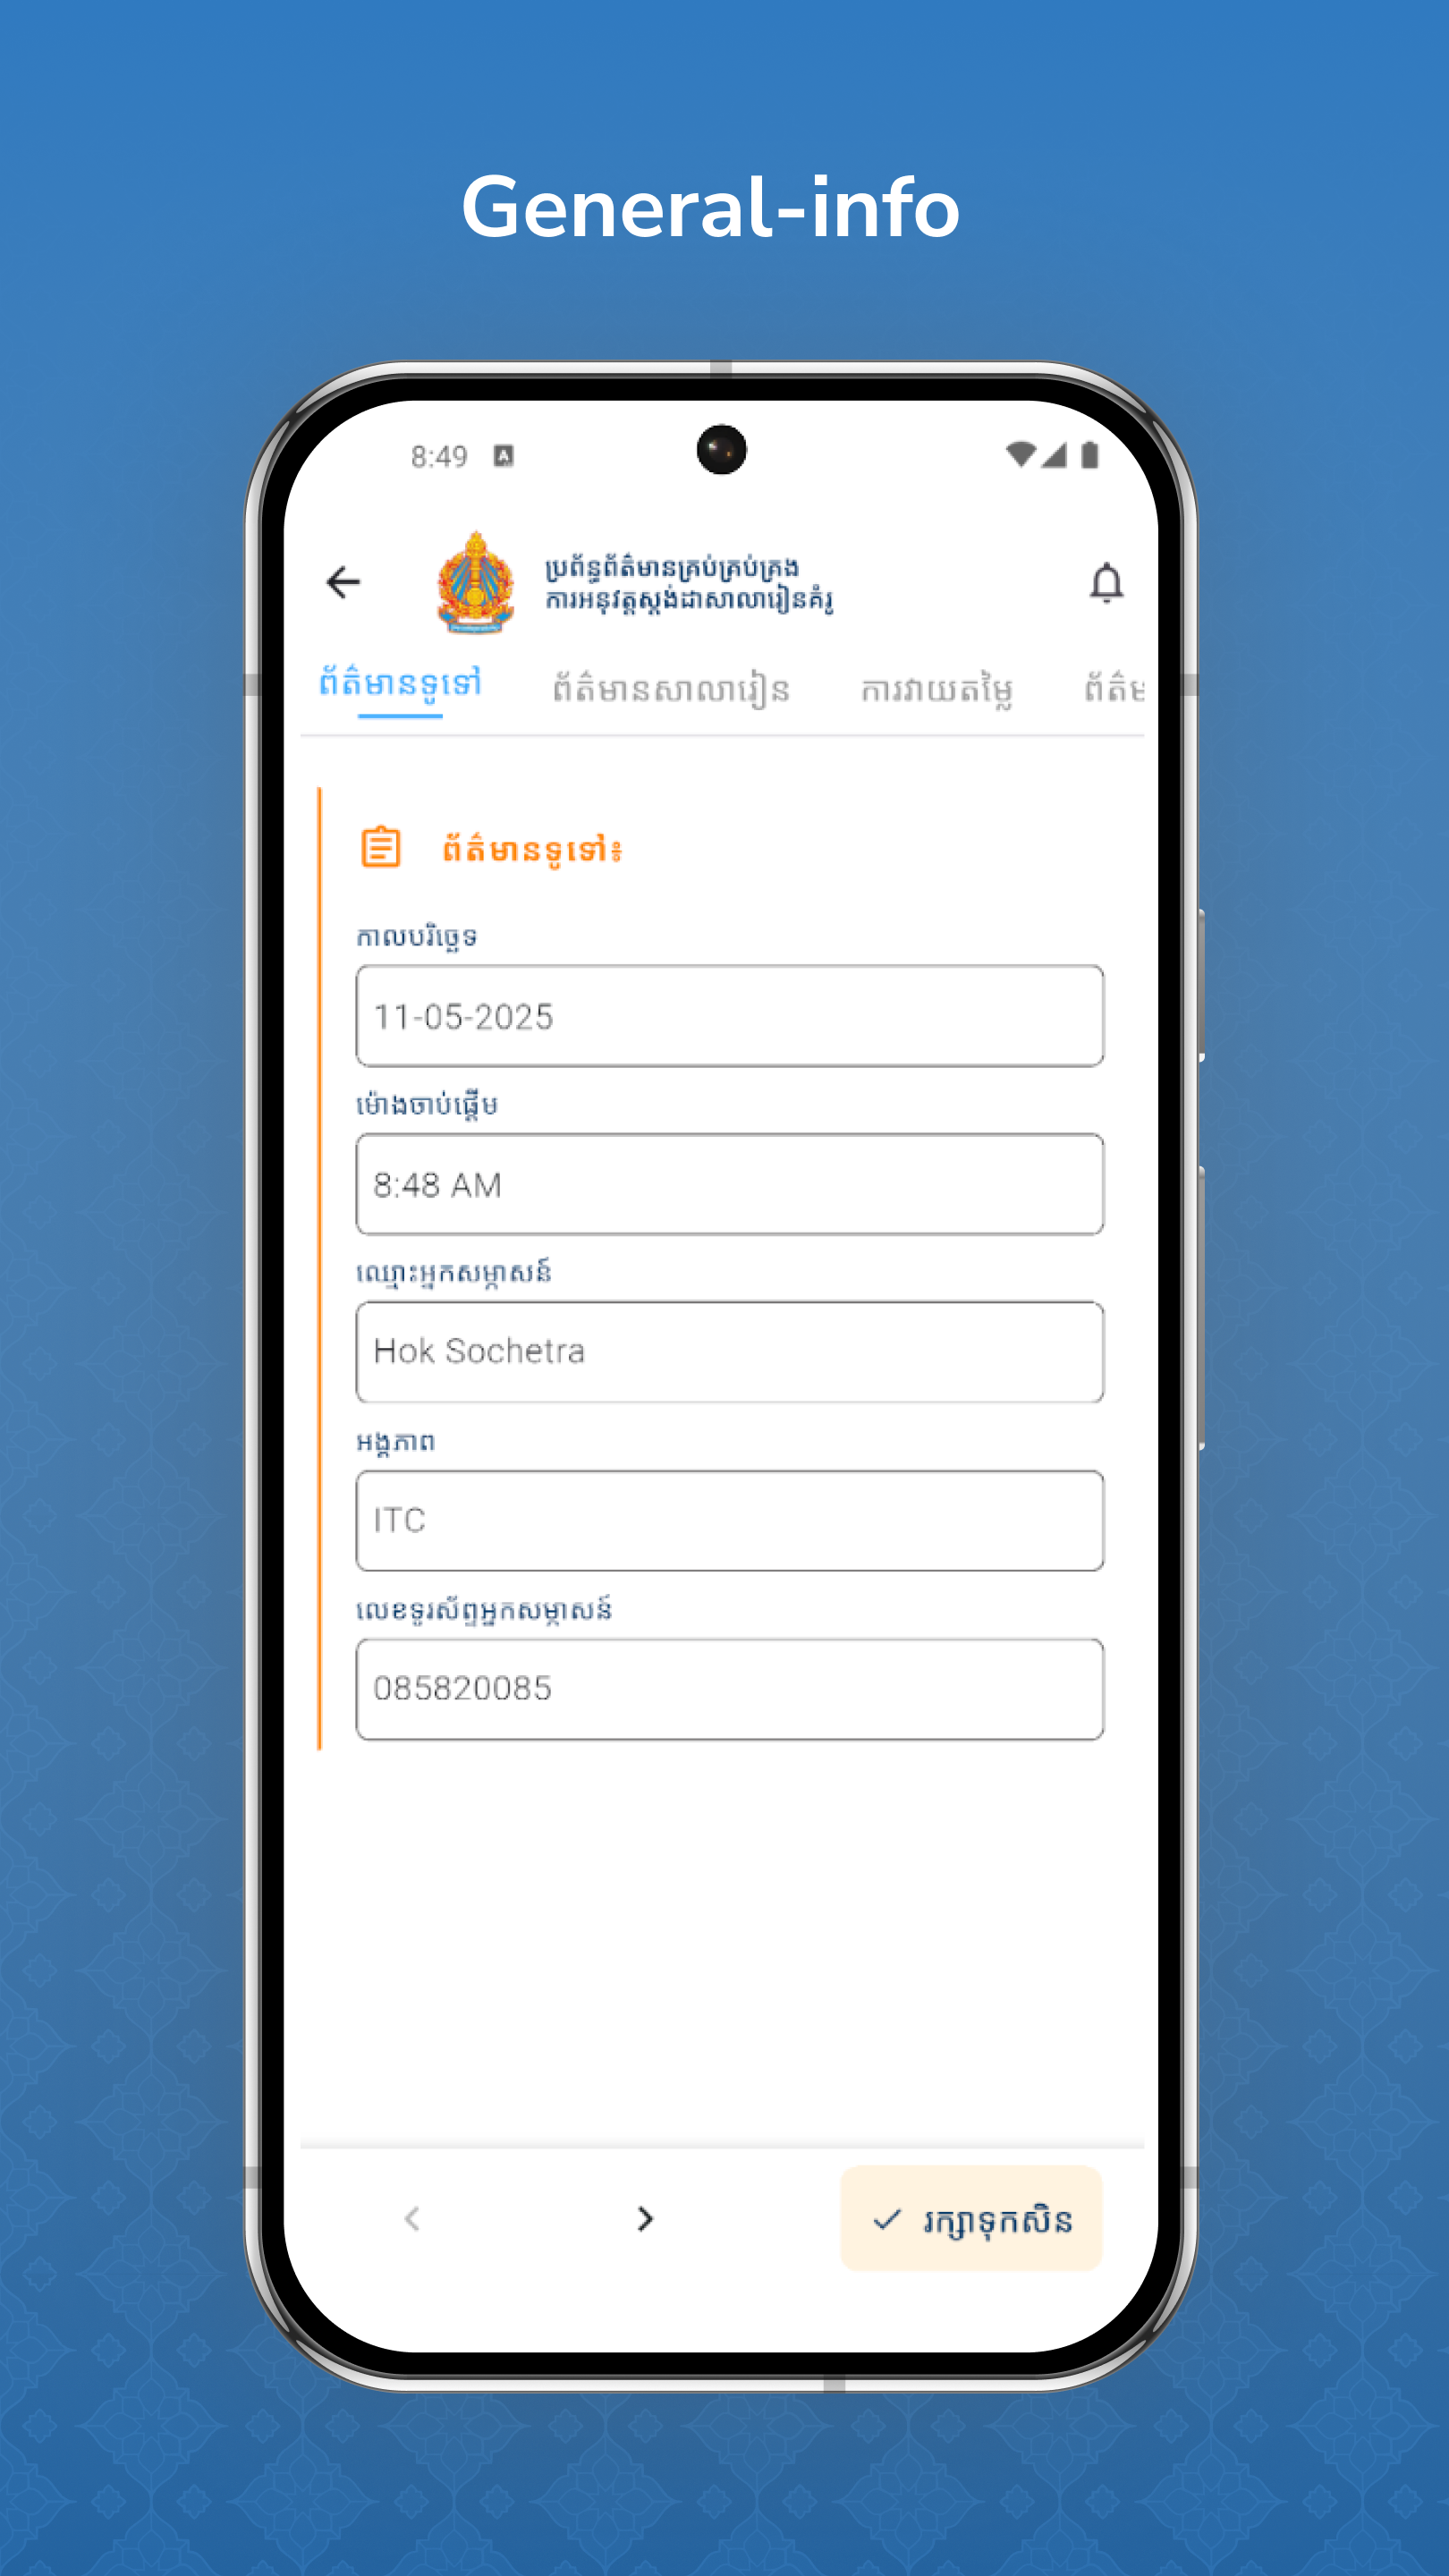 General-info
8:49
ប្រព័ន្ធព័ត៌មានគ្រប់គ្រប់គ្រង
ការអនុវត្តស្តង់ដាសាលារៀនគំរូ
ព័ត៌មានទូទៅ ព័ត៌មានសាលារៀន ការវាយតម្លៃ ព័ត៌ម
ព័ត៌មានទូទៅ៖
កាលបរិច្ឆេទ
11-05-2025
ម៉ោងចាប់ផ្តើម
8:48 AM
ឈ្មោះអ្នកសម្ភាសន៍
Hok Sochetra
អង្គភាព
ITC
លេខទូរស័ព្ទអ្នកសម្ភាសន៍
085820085
រក្សាទុកសិន